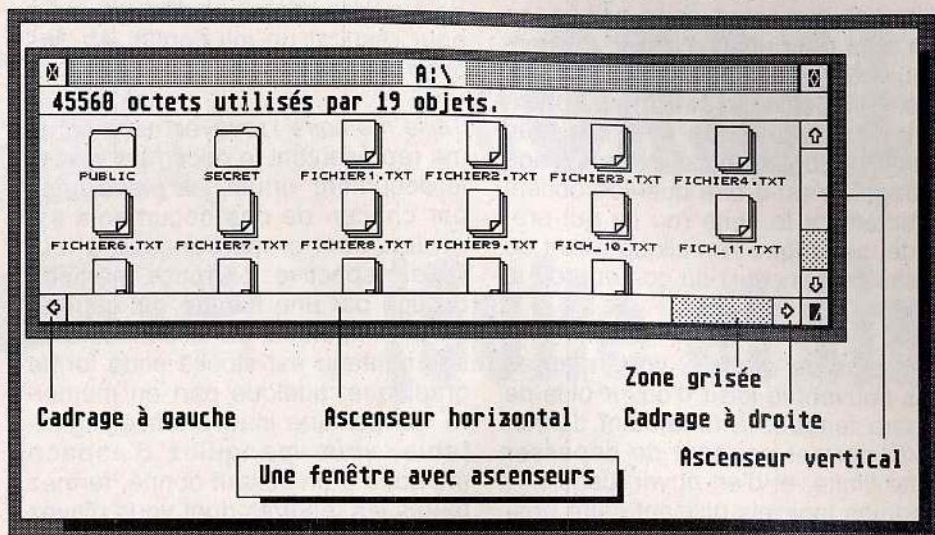 A:\
45560 octets utilisés par 19 objets.
PUBLIC SECRET FICHIER1.TXT FICHIER2.TXT FICHIER3.TXT FICHIER4.TXT
FICHIER6.TXT FICHIER7.TXT FICHIER8.TXT FICHIER9.TXT FICH_10.TXT FICH_11.TXT
Zone grisée
Cadrage à gauche Ascenseur horizontal Cadrage à droite
Ascenseur vertical
Une fenêtre avec ascenseurs